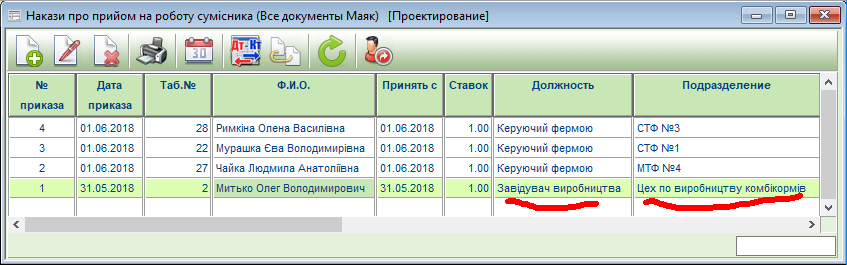 Накази про прийом на роботу сумісника (Все документы Маяк) [Проектирование]
30 Дт-Кт
№ приказа Дата приказа Таб.№ Ф.И.О. Принять с Ставок Должность Подразделение
4 01.06.2018 28 Римкіна Олена Василівна 01.06.2018 1.00 Керуючий фермою СТФ №3
3 01.06.2018 22 Мурашка Єва Володимирівна 01.06.2018 1.00 Керуючий фермою СТФ №1
2 01.06.2018 27 Чайка Людмила Анатоліївна 01.06.2018 1.00 Керуючий фермою МТФ №4
1 31.05.2018 2 Митько Олег Володимирович 31.05.2018 1.00 Завідувач виробництва Цех по виробництву комбікормів